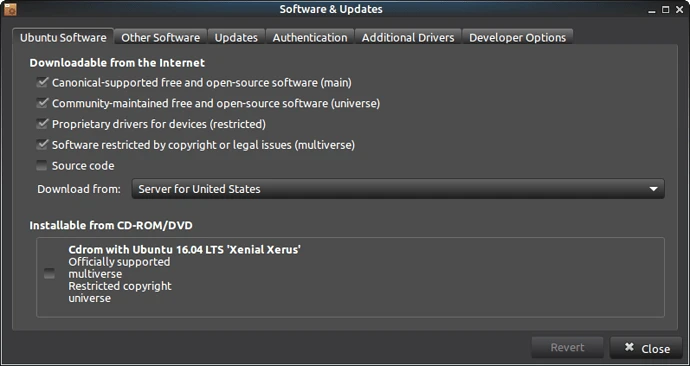 Software & Updates
Ubuntu Software Other Software Updates Authentication Additional Drivers Developer Options
Downloadable from the Internet
Canonical-supported free and open-source software (main)
Community-maintained free and open-source software (universe)
Proprietary drivers for devices (restricted)
Software restricted by copyright or legal issues (multiverse)
Source code
Download from: Server for United States
Installable from CD-ROM/DVD
Cdrom with Ubuntu 16.04 LTS 'Xenial Xerus'
Officially supported
multiverse
Restricted copyright
universe
Revert Close